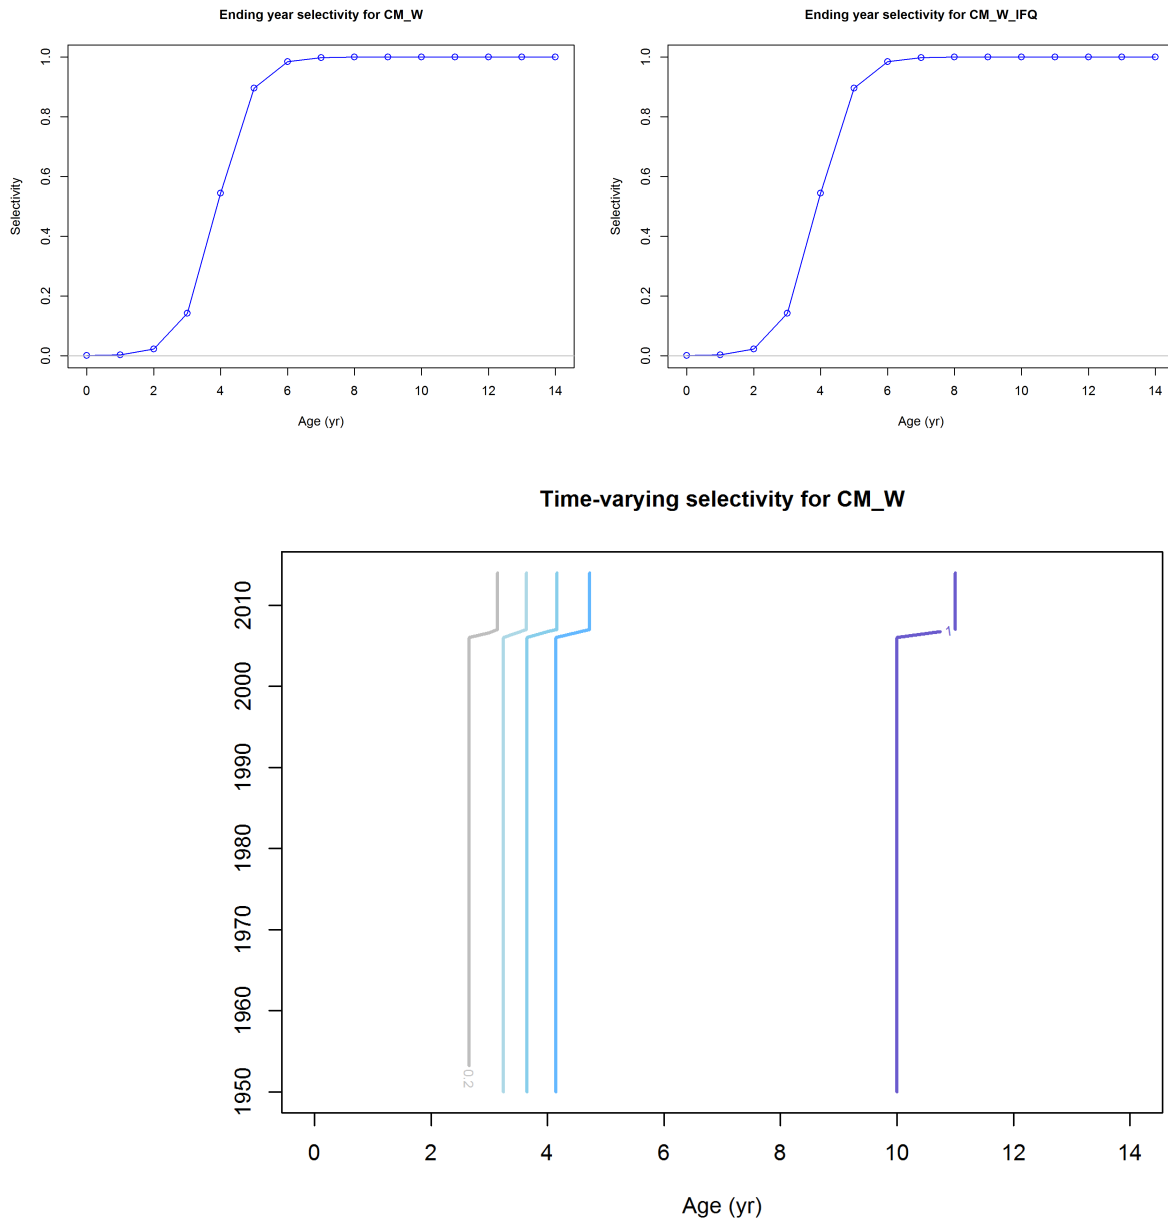 Ending year selectivity for CM_W
Selectivity
0.0 0.2 0.4 0.6 0.8 1.0
0 2 4 6 8 10 12 14
Age (yr)
Ending year selectivity for CM_W_IFQ
Selectivity
0.0 0.2 0.4 0.6 0.8 1.0
0 2 4 6 8 10 12 14
Age (yr)
Time-varying selectivity for CM_W
1950 1960 1970 1980 1990 2000 2010
0.2
1
0 2 4 6 8 10 12 14
Age (yr)